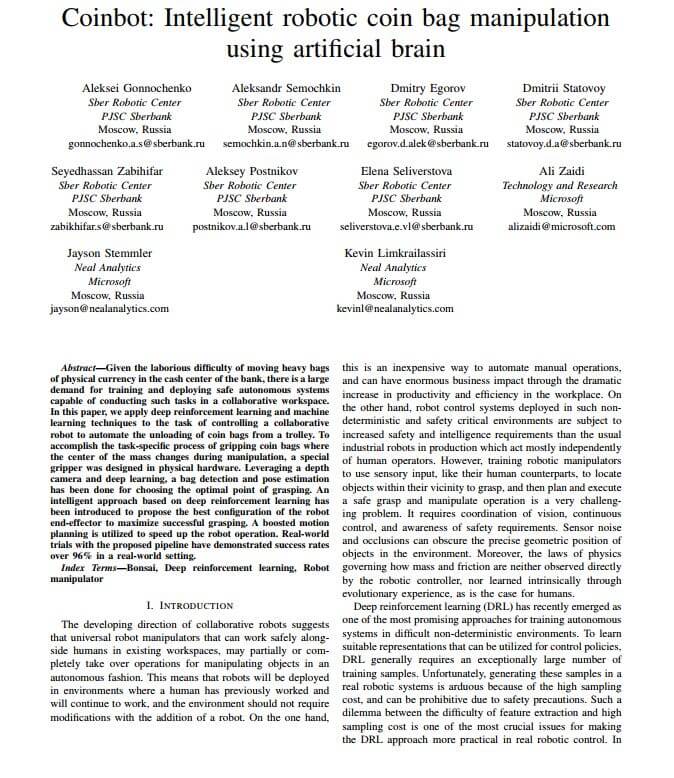 Coinbot: Intelligent robotic coin bag manipulation
using artificial brain
Aleksei Gonnochenko
Sber Robotic Center
PJSC Sberbank
Moscow, Russia
gonnochenko.a.s@sberbank.ru
Aleksandr Semochkin
Sber Robotic Center
PJSC Sberbank
Moscow, Russia
semochkin.a.n@sberbank.ru
Dmitry Egorov
Sber Robotic Center
PJSC Sberbank
Moscow, Russia
egorov.d.alek@sberbank.ru
Dmitrii Statovoy
Sber Robotic Center
PJSC Sberbank
Moscow, Russia
statovoy.d.a@sberbank.ru
Seyedhassan Zabihifar
Sber Robotic Center
PJSC Sberbank
Moscow, Russia
zabikhifar.s@sberbank.ru
Aleksey Postnikov
Sber Robotic Center
PJSC Sberbank
Moscow, Russia
postnikov.a.l@sberbank.ru
Elena Seliverstova
Sber Robotic Center
PJSC Sberbank
Moscow, Russia
seliverstova.e.vl@sberbank.ru
Ali Zaidi
Technology and Research
Microsoft
Moscow, Russia
alizaidi@microsoft.com
Jayson Stemmler
Neal Analytics
Microsoft
Moscow, Russia
jayson@nealanalytics.com
Kevin Limkrailassiri
Neal Analytics
Microsoft
Moscow, Russia
kevinl@nealanalytics.com
Abstract—Given the laborious difficulty of moving heavy bags
of physical currency in the cash center of the bank, there is a large
demand for training and deploying safe autonomous systems
capable of conducting such tasks in a collaborative workspace.
In this paper, we apply deep reinforcement learning and machine
learning techniques to the task of controlling a collaborative
robot to automate the unloading of coin bags from a trolley. To
accomplish the task-specific process of gripping coin bags where
the center of the mass changes during manipulation, a special
gripper was designed in physical hardware. Leveraging a depth
camera and deep learning, a bag detection and pose estimation
has been done for choosing the optimal point of grasping. An
intelligent approach based on deep reinforcement learning has
been introduced to propose the best configuration of the robot
end-effector to maximize successful grasping. A boosted motion
planning is utilized to speed up the robot operation. Real-world
trials with the proposed pipeline have demonstrated success rates
over 96% in a real-world setting.
Index Terms—Bonsai, Deep reinforcement learning, Robot
manipulator
I. INTRODUCTION
The developing direction of collaborative robots suggests
that universal robot manipulators that can work safely along-
side humans in existing workspaces, may partially or com-
pletely take over operations for manipulating objects in an
autonomous fashion. This means that robots will be deployed
in environments where a human has previously worked and
will continue to work, and the environment should not require
modifications with the addition of a robot. On the one hand,
this is an inexpensive way to automate manual operations,
and can have enormous business impact through the dramatic
increase in productivity and efficiency in the workplace. On
the other hand, robot control systems deployed in such non-
deterministic and safety critical environments are subject to
increased safety and intelligence requirements than the usual
industrial robots in production which act mostly independently
of human operators. However, training robotic manipulators
to use sensory input, like their human counterparts, to locate
objects within their vicinity to grasp, and then plan and execute
a safe grasp and manipulate operation is a very challeng-
ing problem. It requires coordination of vision, continuous
control, and awareness of safety requirements. Sensor noise
and occlusions can obscure the precise geometric position of
objects in the environment. Moreover, the laws of physics
governing how mass and friction are neither observed directly
by the robotic controller, nor learned intrinsically through
evolutionary experience, as is the case for humans.
Deep reinforcement learning (DRL) has recently emerged as
one of the most promising approaches for training autonomous
systems in difficult non-deterministic environments. To learn
suitable representations that can be utilized for control policies,
DRL generally requires an exceptionally large number of
training samples. Unfortunately, generating these samples in a
real robotic systems is arduous because of the high sampling
cost, and can be prohibitive due to safety precautions. Such a
dilemma between the difficulty of feature extraction and high
sampling cost is one of the most crucial issues for making
the DRL approach more practical in real robotic control. In